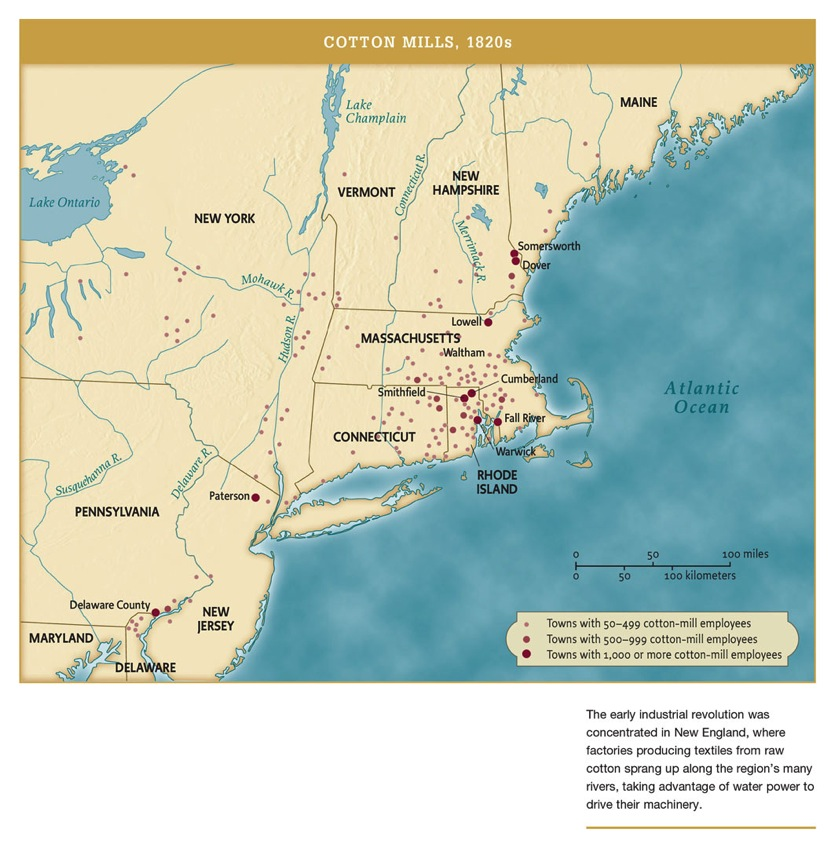 COTTON MILLS, 1820s
Lake
Champlain
MAINE
Connecticut R.
NEW
HAMPSHIRE
VERMONT
Lake Ontario
NEW YORK
Merrimack R.
Somersworth
Dover
Mohawk R.
Hudson R.
Lowell
MASSACHUSETTS
Waltham
Cumberland
Smithfield
Atlantic
Ocean
Fall River
CONNECTICUT
Warwick
RHODE
ISLAND
Susquehanna R.
Delaware R.
Paterson
PENNSYLVANIA
0 50 100 miles
0 50 100 kilometers
Delaware County
NEW
JERSEY
MARYLAND
DELAWARE
Towns with 50–499 cotton-mill employees
Towns with 500–999 cotton-mill employees
Towns with 1,000 or more cotton-mill employees
The early industrial revolution was
concentrated in New England, where
factories producing textiles from raw
cotton sprang up along the region's many
rivers, taking advantage of water power to
drive their machinery.